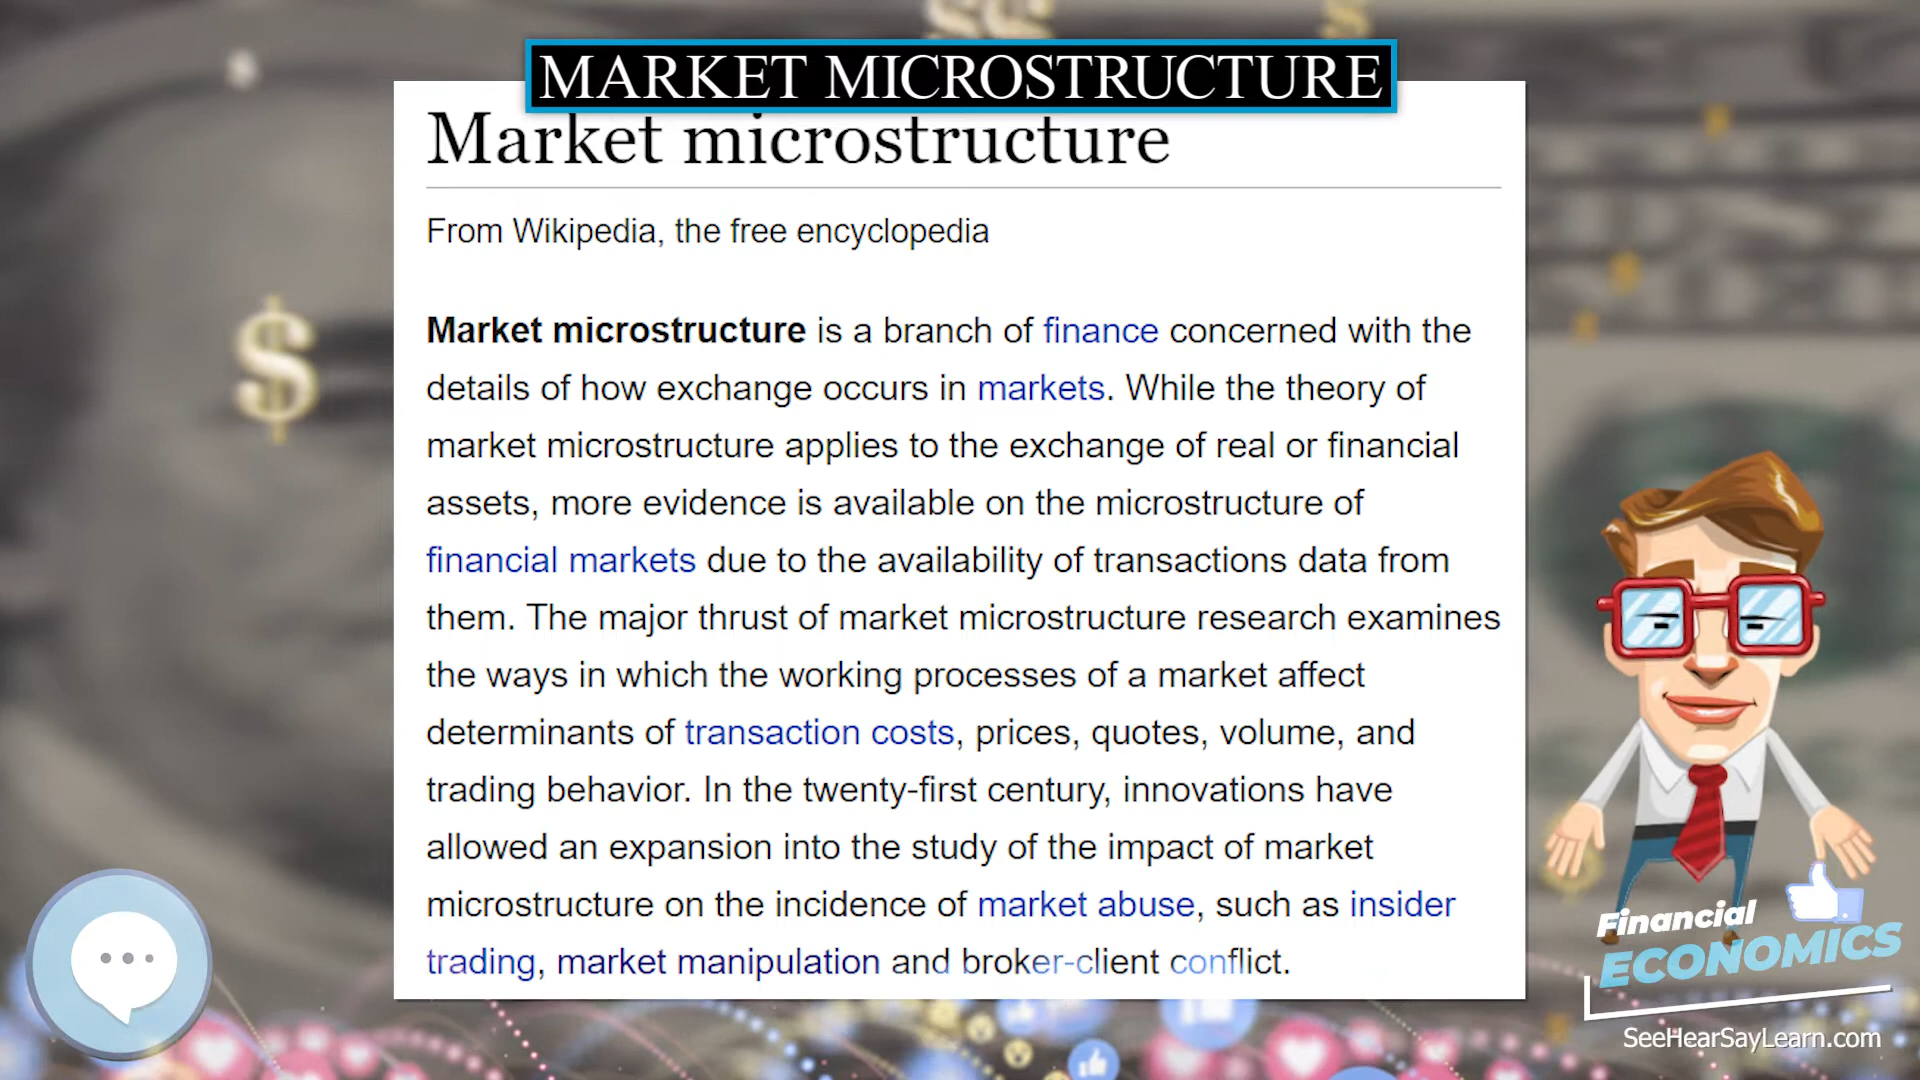 MARKET MICROSTRUCTURE
Market microstructure
From Wikipedia, the free encyclopedia
Market microstructure is a branch of finance concerned with the
details of how exchange occurs in markets. While the theory of
market microstructure applies to the exchange of real or financial
assets, more evidence is available on the microstructure of
financial markets due to the availability of transactions data from
them. The major thrust of market microstructure research examines
the ways in which the working processes of a market affect
determinants of transaction costs, prices, quotes, volume, and
trading behavior. In the twenty-first century, innovations have
allowed an expansion into the study of the impact of market
microstructure on the incidence of market abuse, such as insider
trading, market manipulation and broker-client conflict.
Financial
ECONOMICS
SeeHearSayLearn.com